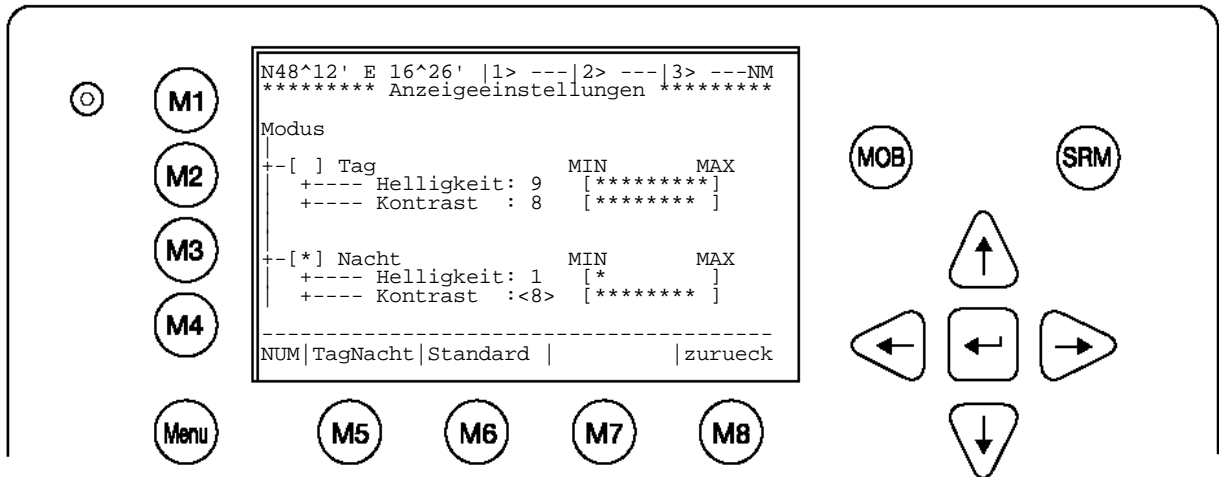 N48^12' E 16^26' |1> ---|2> ---|3> ---NM
********* Anzeigeeinstellungen *********
Modus
|
+-[ ] Tag MIN MAX
| +---- Helligkeit: 9 [*********]
| +---- Kontrast : 8 [******** ]
|
|
+-[*] Nacht MIN MAX
| +---- Helligkeit: 1 [* ]
| +---- Kontrast :<8> [******** ]
----------------------------------------
NUM|TagNacht|Standard | |zurueck
M1
M2
M3
M4
Menu
M5
M6
M7
M8
MOB
SRM